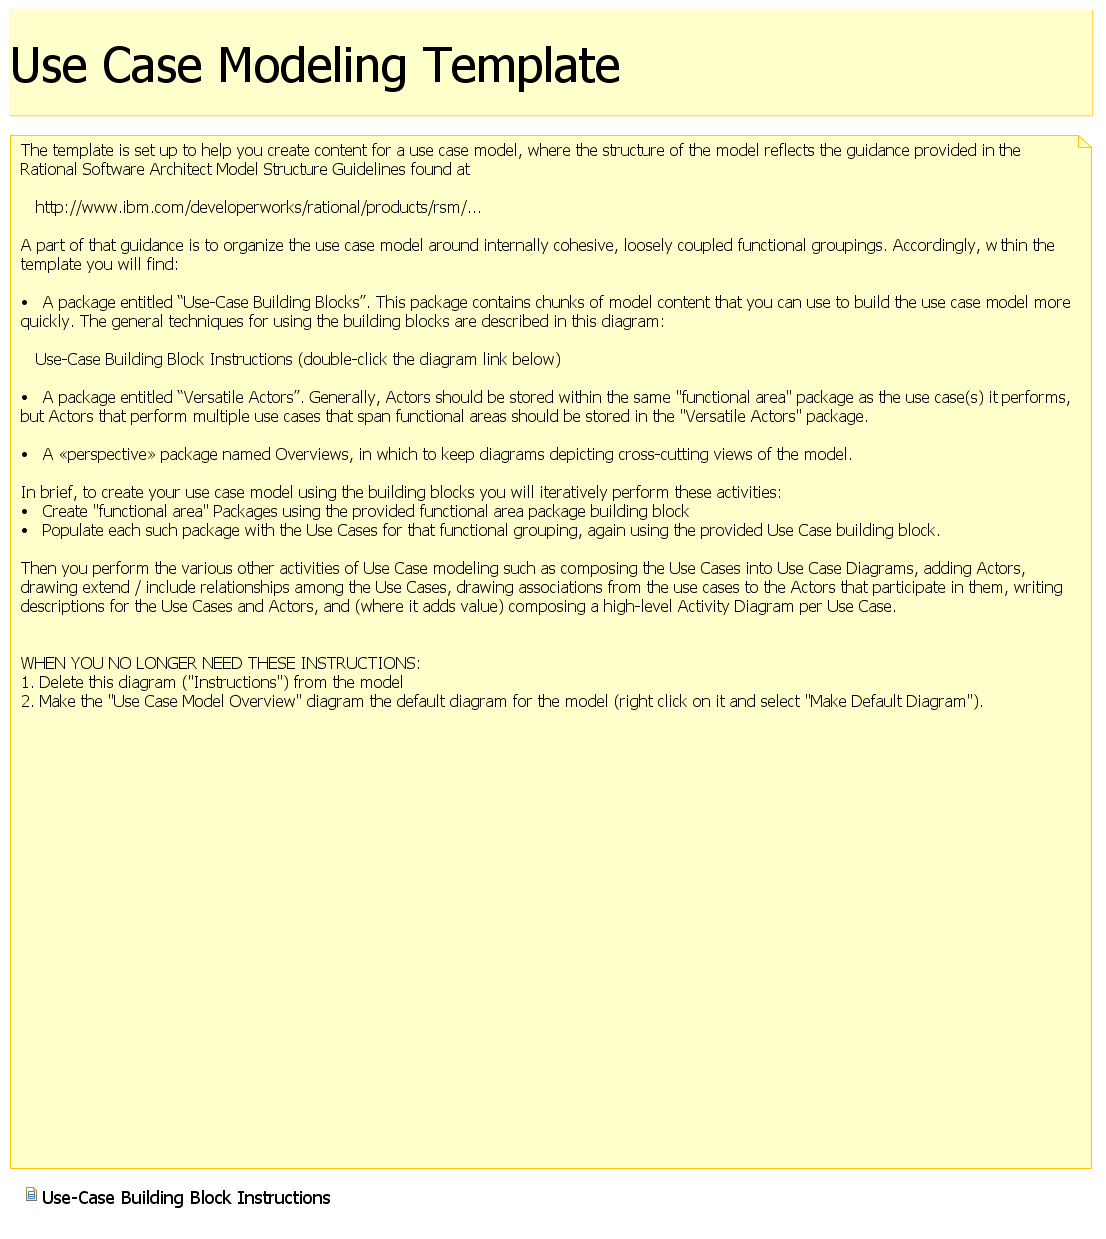 Use Case Modeling Template
The template is set up to help you create content for a use case model, where the structure of the model reflects the guidance provided in the
Rational Software Architect Model Structure Guidelines found at
http://www.ibm.com/developerworks/rational/products/rsm/...
A part of that guidance is to organize the use case model around internally cohesive, loosely coupled functional groupings. Accordingly, within the
template you will find:
• A package entitled “Use-Case Building Blocks”. This package contains chunks of model content that you can use to build the use case model more
quickly. The general techniques for using the building blocks are described in this diagram:
Use-Case Building Block Instructions (double-click the diagram link below)
• A package entitled “Versatile Actors”. Generally, Actors should be stored within the same "functional area" package as the use case(s) it performs,
but Actors that perform multiple use cases that span functional areas should be stored in the "Versatile Actors" package.
• A «perspective» package named Overviews, in which to keep diagrams depicting cross-cutting views of the model.
In brief, to create your use case model using the building blocks you will iteratively perform these activities:
• Create "functional area" Packages using the provided functional area package building block
• Populate each such package with the Use Cases for that functional grouping, again using the provided Use Case building block.
Then you perform the various other activities of Use Case modeling such as composing the Use Cases into Use Case Diagrams, adding Actors,
drawing extend / include relationships among the Use Cases, drawing associations from the use cases to the Actors that participate in them, writing
descriptions for the Use Cases and Actors, and (where it adds value) composing a high-level Activity Diagram per Use Case.
WHEN YOU NO LONGER NEED THESE INSTRUCTIONS:
1. Delete this diagram ("Instructions") from the model
2. Make the "Use Case Model Overview" diagram the default diagram for the model (right click on it and select "Make Default Diagram").
Use-Case Building Block Instructions